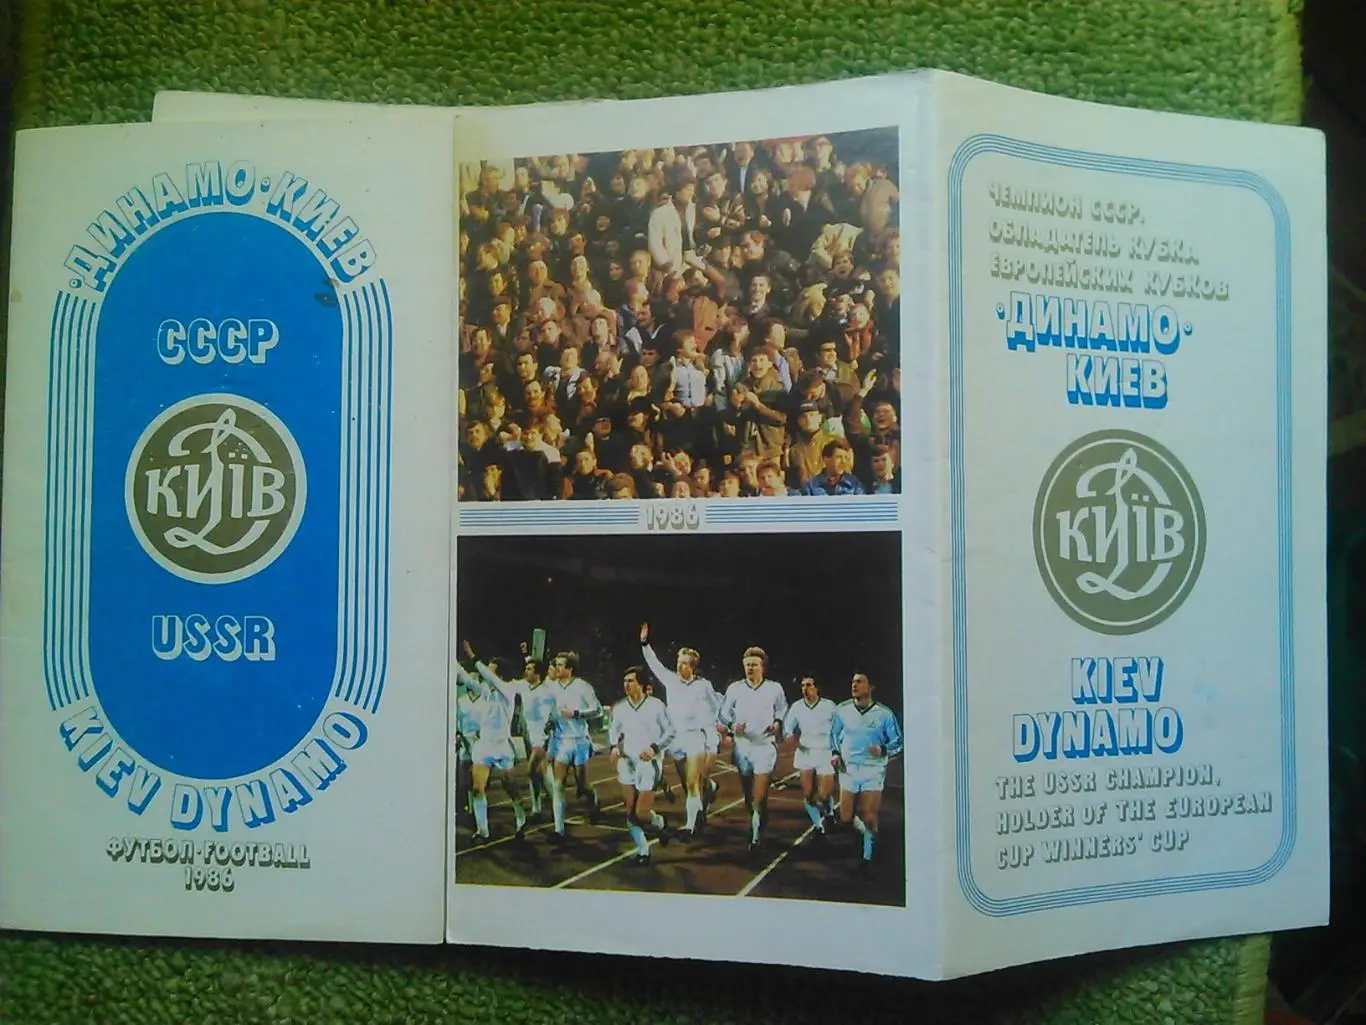 ·ДИНАМО·КИЕВ
СССР
КИЇВ
USSR
KIEV DYNAMO
ФУТБОЛ·FOOTBALL
1986
1986
ЧЕМПИОН СССР,
ОБЛАДАТЕЛЬ КУБКА
ЕВРОПЕЙСКИХ КУБКОВ
·ДИНАМО·
КИЕВ
КИЇВ
KIEV
DYNAMO
THE USSR CHAMPION,
HOLDER OF THE EUROPEAN
CUP WINNERS' CUP